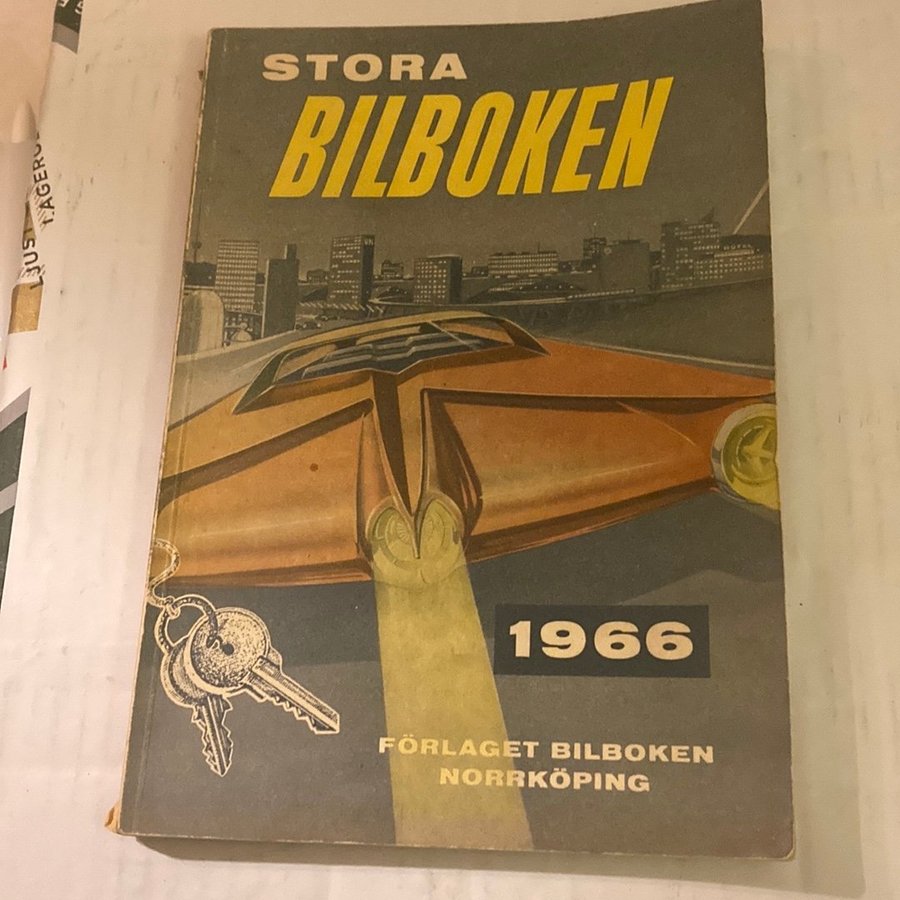 STORA
BILBOKEN
1966
FÖRLAGET BILBOKEN
NORRKÖPING